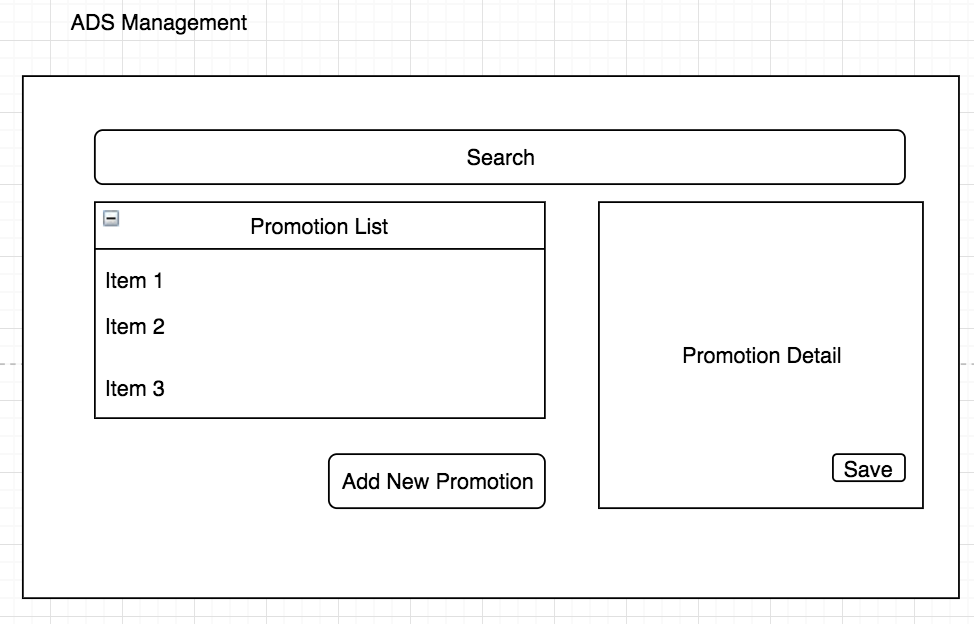 ADS Management
Search
Promotion List
Item 1
Item 2
Item 3
Promotion Detail
Save
Add New Promotion